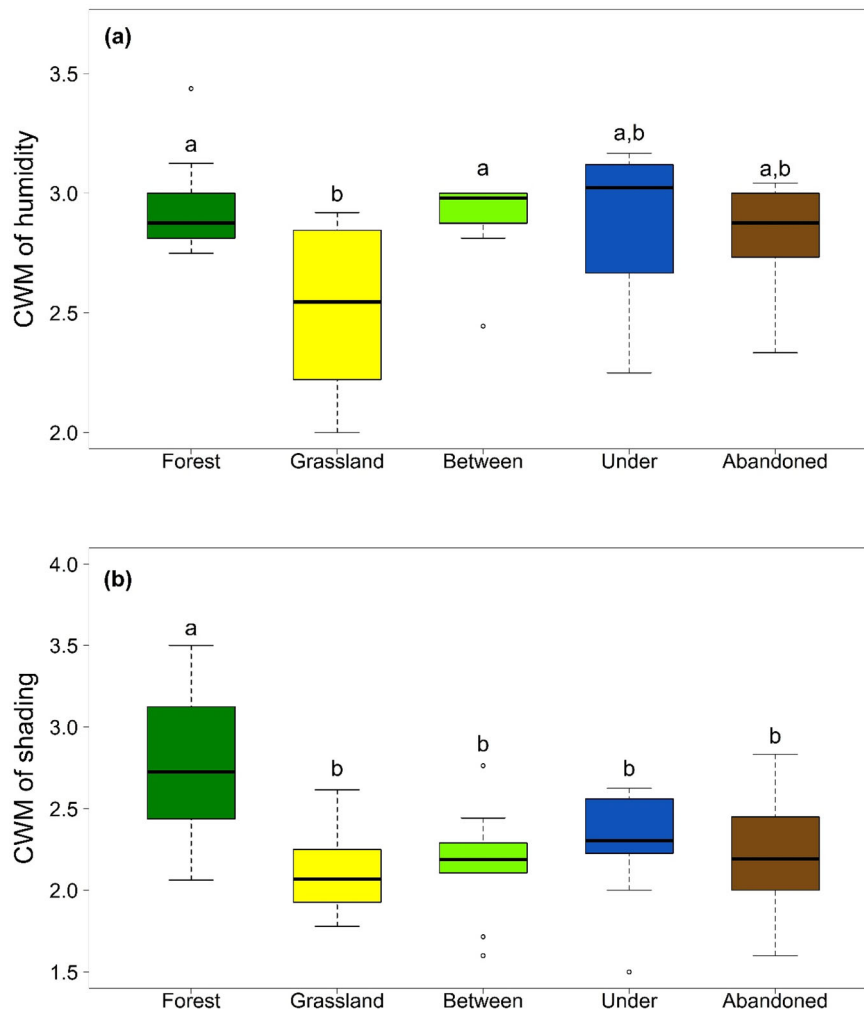 (a)
CWM of humidity
3.5
3.0
2.5
2.0
a
b
a
a,b
a,b
Forest Grassland Between Under Abandoned
(b)
CWM of shading
4.0
3.5
3.0
2.5
2.0
1.5
a
b
b
b
b
Forest Grassland Between Under Abandoned